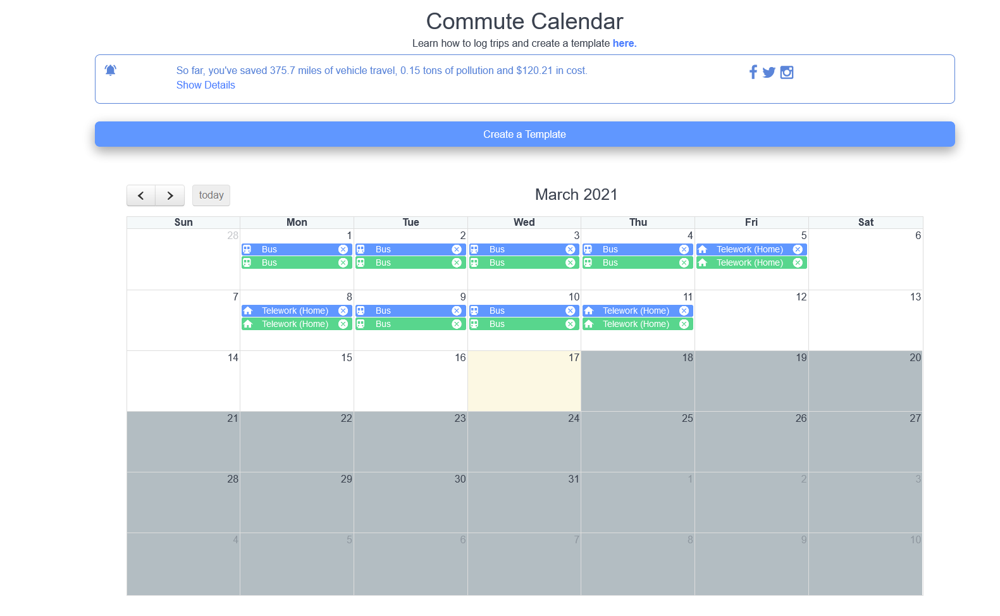 Commute Calendar
Learn how to log trips and create a template here.
So far, you've saved 375.7 miles of vehicle travel, 0.15 tons of pollution and $120.21 in cost.
Show Details
Create a Template
today
March 2021
Sun Mon Tue Wed Thu Fri Sat
28 1 2 3 4 5 6
Bus Bus Bus Bus Telework (Home)
Bus Bus Bus Bus Telework (Home)
7 8 9 10 11 12 13
Telework (Home) Bus Bus Telework (Home)
Telework (Home) Bus Bus Telework (Home)
14 15 16 17 18 19 20
21 22 23 24 25 26 27
28 29 30 31 1 2 3
4 5 6 7 8 9 10